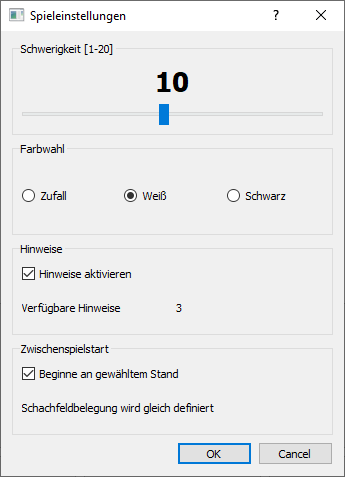 Spieleinstellungen
Schwerigkeit [1-20]
10
Farbwahl
Zufall Weiß Schwarz
Hinweise
Hinweise aktivieren
Verfügbare Hinweise 3
Zwischenspielstart
Beginne an gewähltem Stand
Schachfeldbelegung wird gleich definiert
OK Cancel